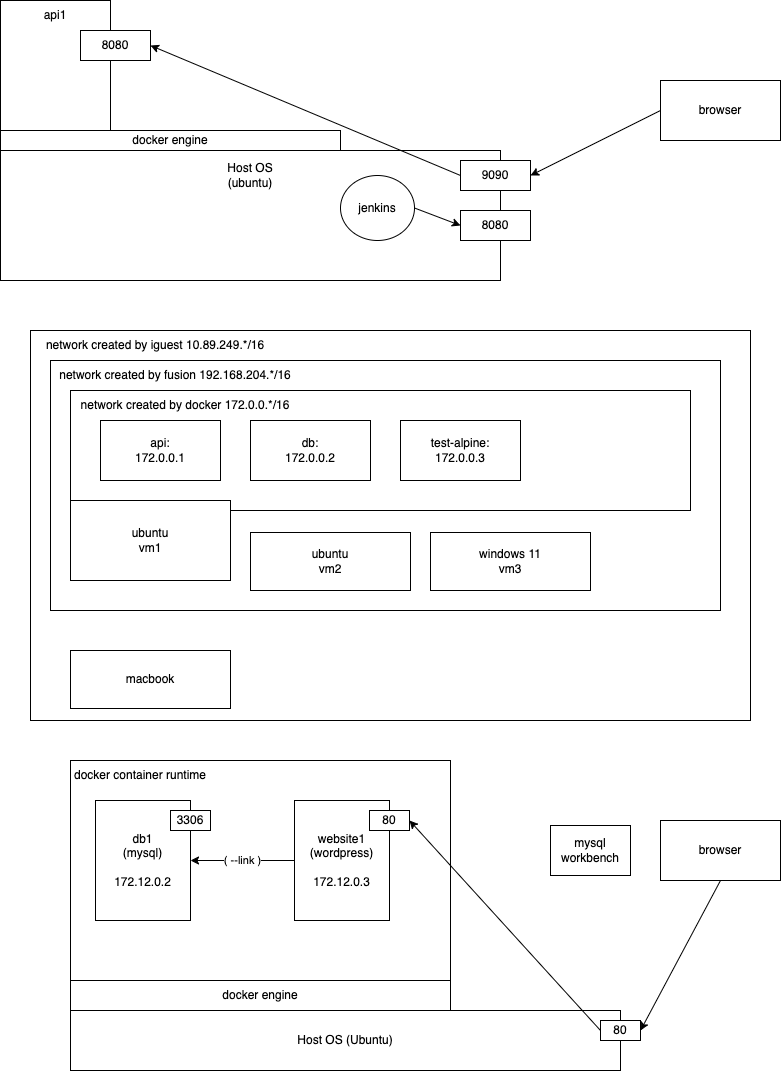 api1
8080
browser
docker engine
Host OS
(ubuntu)
9090
jenkins
8080
network created by iguest 10.89.249.*/16
network created by fusion 192.168.204.*/16
network created by docker 172.0.0.*/16
api:
172.0.0.1
db:
172.0.0.2
test-alpine:
172.0.0.3
ubuntu
vm1
ubuntu
vm2
windows 11
vm3
macbook
docker container runtime
3306
db1
(mysql)
172.12.0.2
( --link )
80
website1
(wordpress)
172.12.0.3
mysql
workbench
browser
docker engine
Host OS (Ubuntu)
80